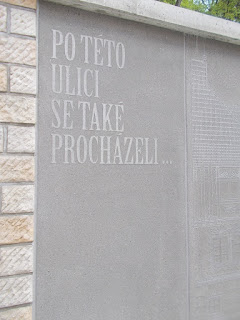 PO TÉTO
ULICI
SE TAKÉ
PROCHÁZELI...